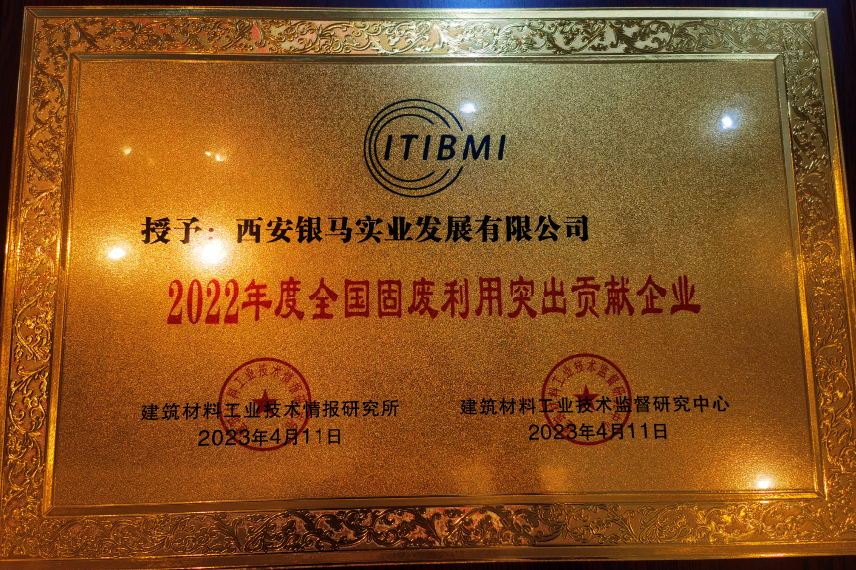 ITIBMI
授予：西安银马实业发展有限公司
2022年度全国固废利用突出贡献企业
建筑材料工业技术情报研究所
2023年4月11日
建筑材料工业技术监督研究中心
2023年4月11日